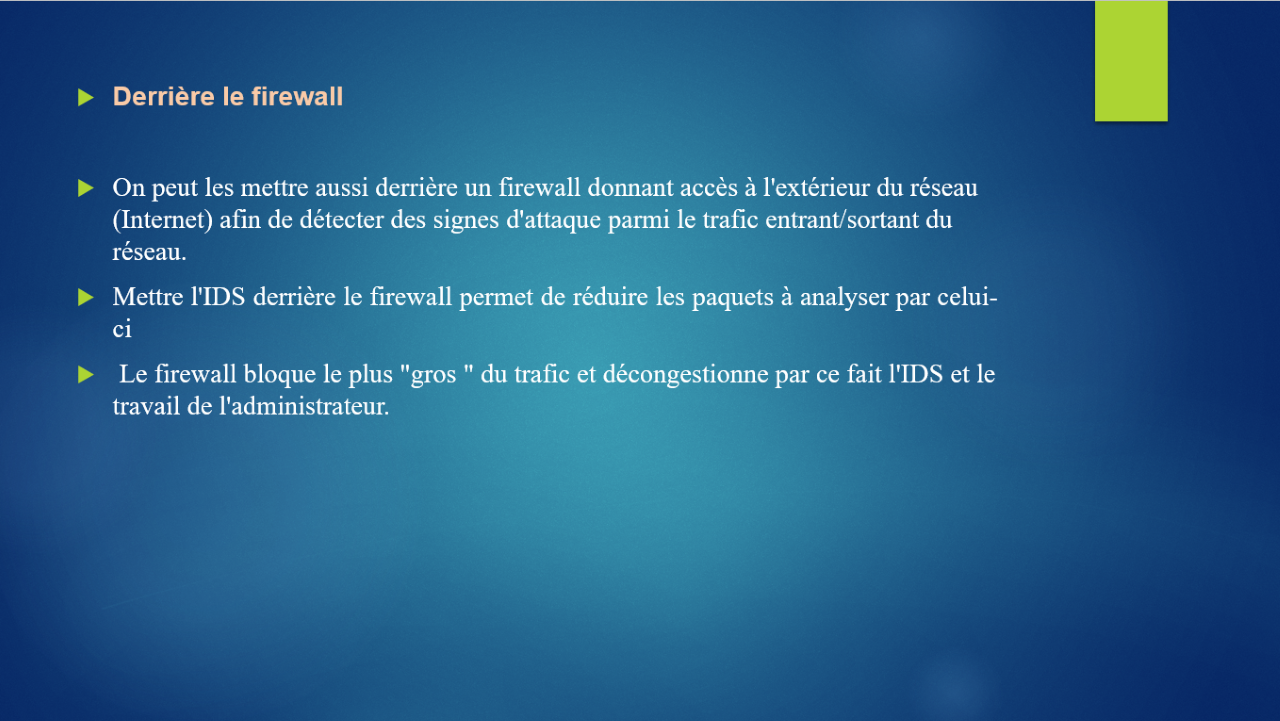 Derrière le firewall
On peut les mettre aussi derrière un firewall donnant accès à l'extérieur du réseau
(Internet) afin de détecter des signes d'attaque parmi le trafic entrant/sortant du
réseau.
Mettre l'IDS derrière le firewall permet de réduire les paquets à analyser par celui-
ci
Le firewall bloque le plus "gros " du trafic et décongestionne par ce fait l'IDS et le
travail de l'administrateur.